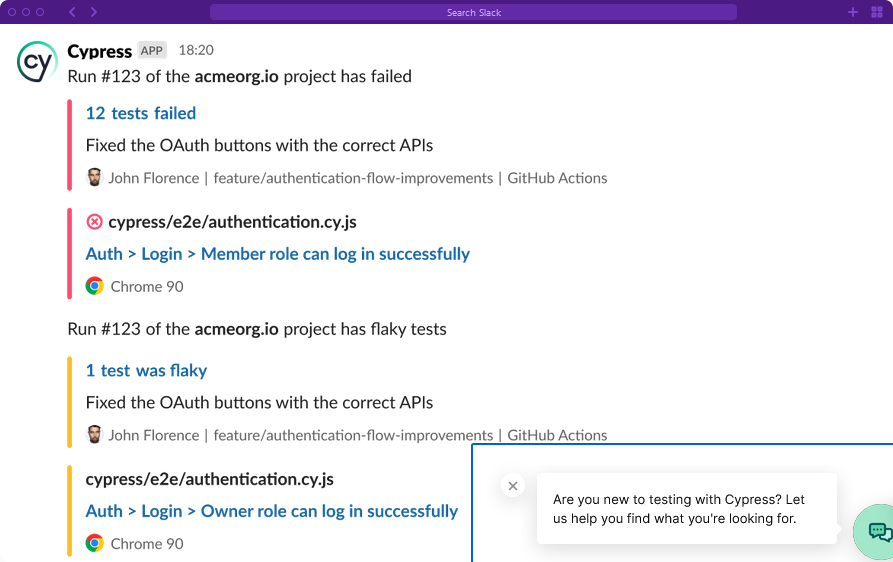 Search Slack
cy
Cypress APP 18:20
Run #123 of the acmeorg.io project has failed
12 tests failed
Fixed the OAuth buttons with the correct APIs
John Florence | feature/authentication-flow-improvements | GitHub Actions
cypress/e2e/authentication.cy.js
Auth > Login > Member role can log in successfully
Chrome 90
Run #123 of the acmeorg.io project has flaky tests
1 test was flaky
Fixed the OAuth buttons with the correct APIs
John Florence | feature/authentication-flow-improvements | GitHub Actions
cypress/e2e/authentication.cy.js
Auth > Login > Owner role can log in successfully
Chrome 90
Are you new to testing with Cypress? Let
us help you find what you're looking for.